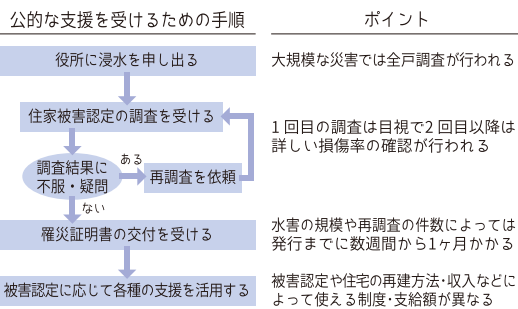 公的な支援を受けるための手順
ポイント
役所に浸水を申し出る
大規模な災害では全戸調査が行われる
住家被害認定の調査を受ける
1回目の調査は目視で2回目以降は
詳しい損傷率の確認が行われる
調査結果に
不服・疑問
ある
再調査を依頼
ない
罹災証明書の交付を受ける
水害の規模や再調査の件数によっては
発行までに数週間から1ヶ月かかる
被害認定に応じて各種の支援を活用する
被害認定や住宅の再建方法・収入などに
よって使える制度・支給額が異なる